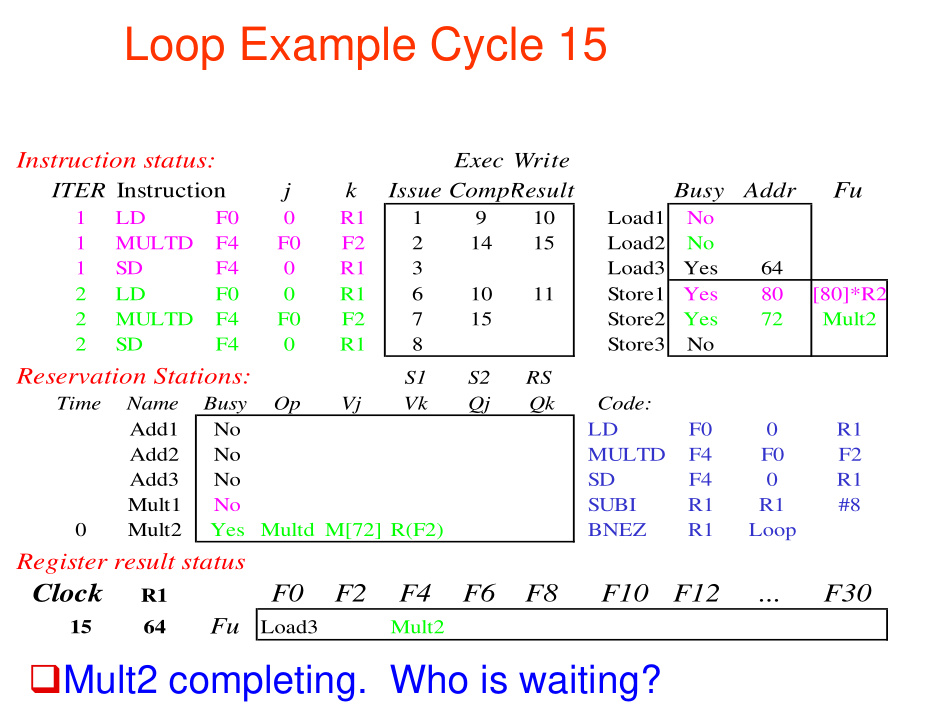 Loop Example Cycle 15
Instruction status: Exec Write
ITER Instruction j k Issue Comp Result Busy Addr Fu
1 LD F0 0 R1 1 9 10 Load1 No
1 MULTD F4 F0 F2 2 14 15 Load2 No
1 SD F4 0 R1 3 Load3 Yes 64
2 LD F0 0 R1 6 10 11 Store1 Yes 80 [80]*R2
2 MULTD F4 F0 F2 7 15 Store2 Yes 72 Mult2
2 SD F4 0 R1 8 Store3 No
Reservation Stations: S1 S2 RS
Time Name Busy Op Vj Vk Qj Qk Code:
Add1 No LD F0 0 R1
Add2 No MULTD F4 F0 F2
Add3 No SD F4 0 R1
Mult1 No SUBI R1 R1 #8
0 Mult2 Yes Multd M[72] R(F2) BNEZ R1 Loop
Register result status
Clock R1 F0 F2 F4 F6 F8 F10 F12 ... F30
15 64 Fu Load3 Mult2
Mult2 completing. Who is waiting?